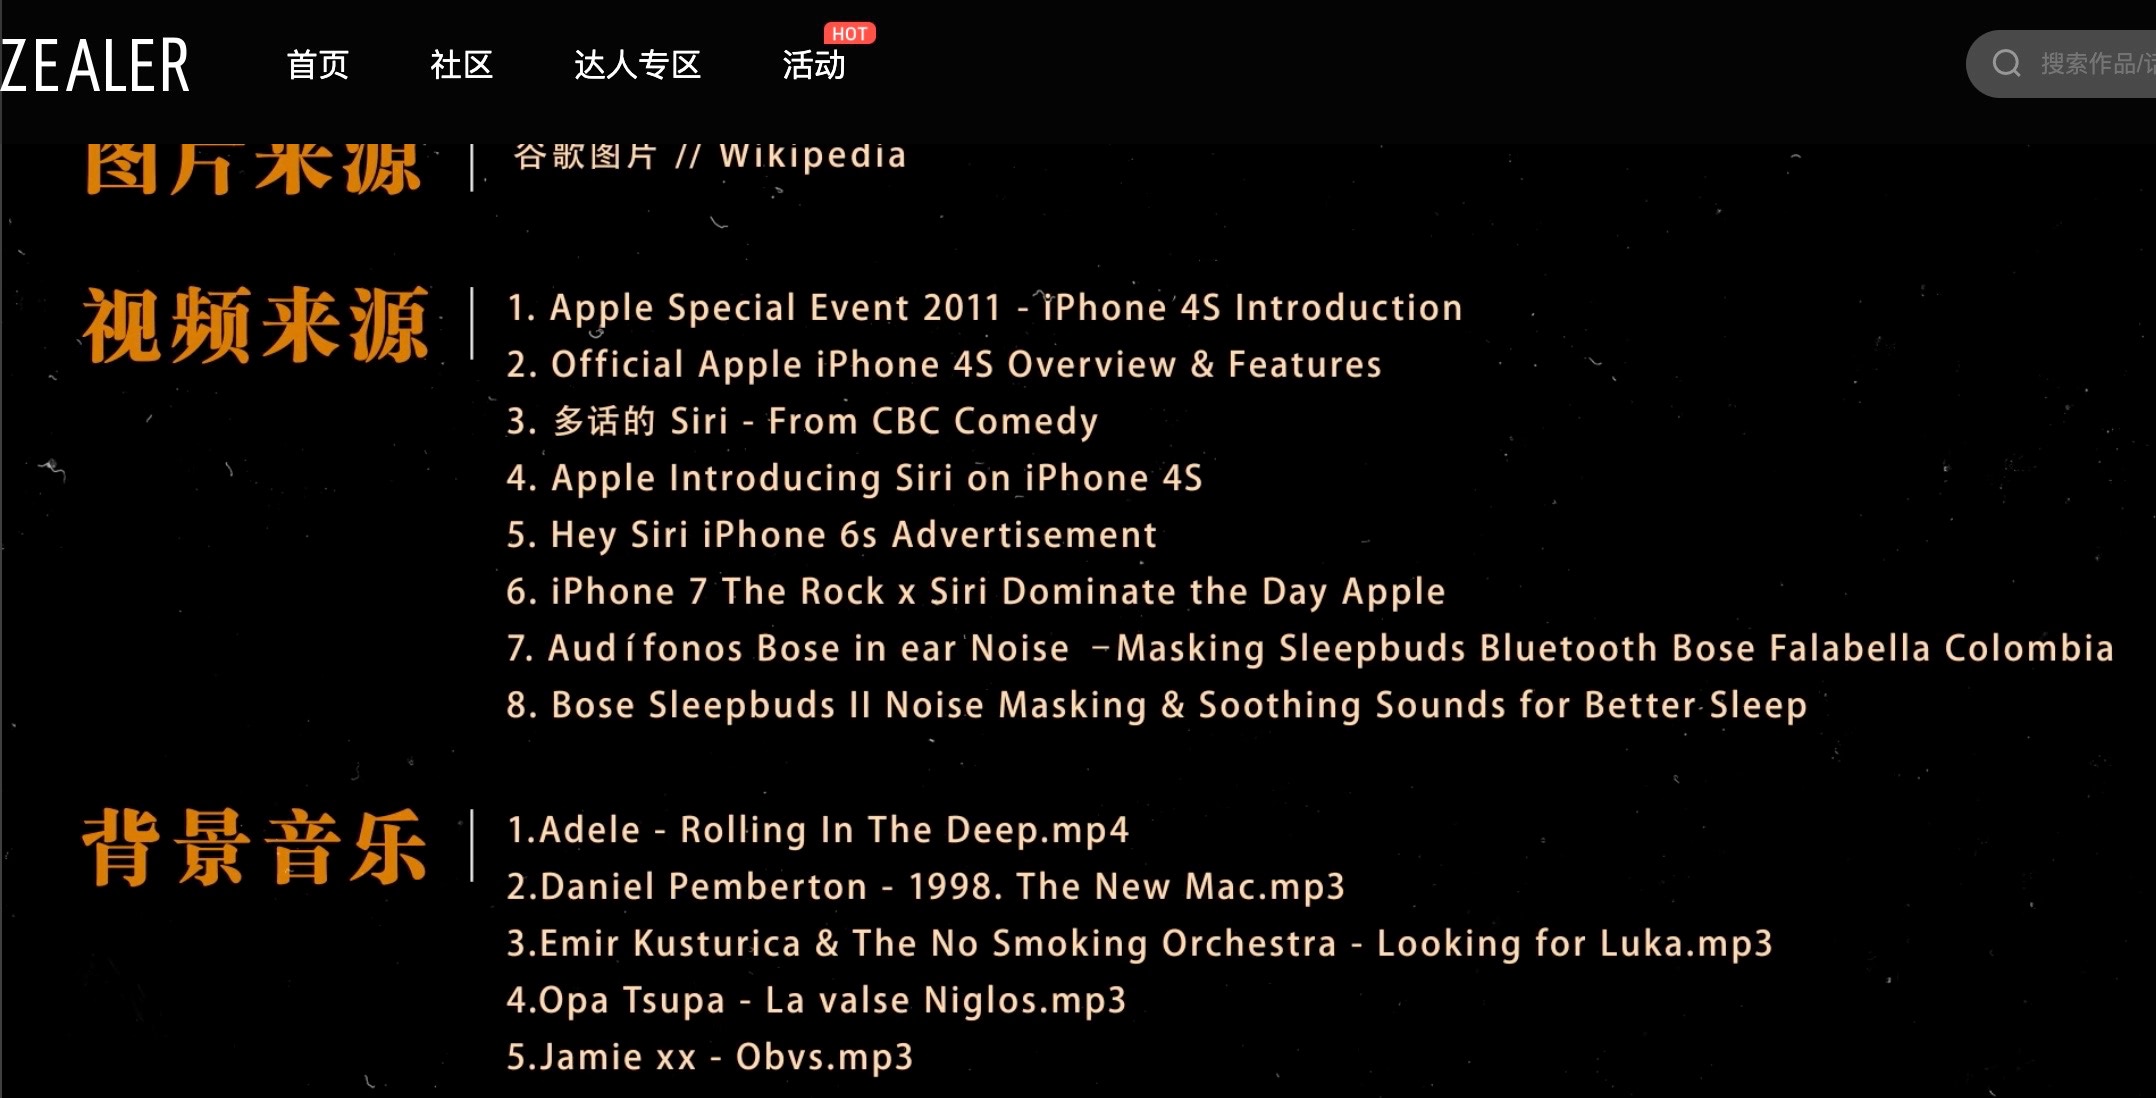 ZEALER 首页 社区 达人专区 活动 HOT 搜索作品/
图片来源 谷歌图片 // Wikipedia
视频来源 1. Apple Special Event 2011 - iPhone 4S Introduction
2. Official Apple iPhone 4S Overview & Features
3. 多话的 Siri - From CBC Comedy
4. Apple Introducing Siri on iPhone 4S
5. Hey Siri iPhone 6s Advertisement
6. iPhone 7 The Rock x Siri Dominate the Day Apple
7. Audífonos Bose in ear Noise –Masking Sleepbuds Bluetooth Bose Falabella Colombia
8. Bose Sleepbuds II Noise Masking & Soothing Sounds for Better Sleep
背景音乐 1.Adele - Rolling In The Deep.mp4
2.Daniel Pemberton - 1998. The New Mac.mp3
3.Emir Kusturica & The No Smoking Orchestra - Looking for Luka.mp3
4.Opa Tsupa - La valse Niglos.mp3
5.Jamie xx - Obvs.mp3